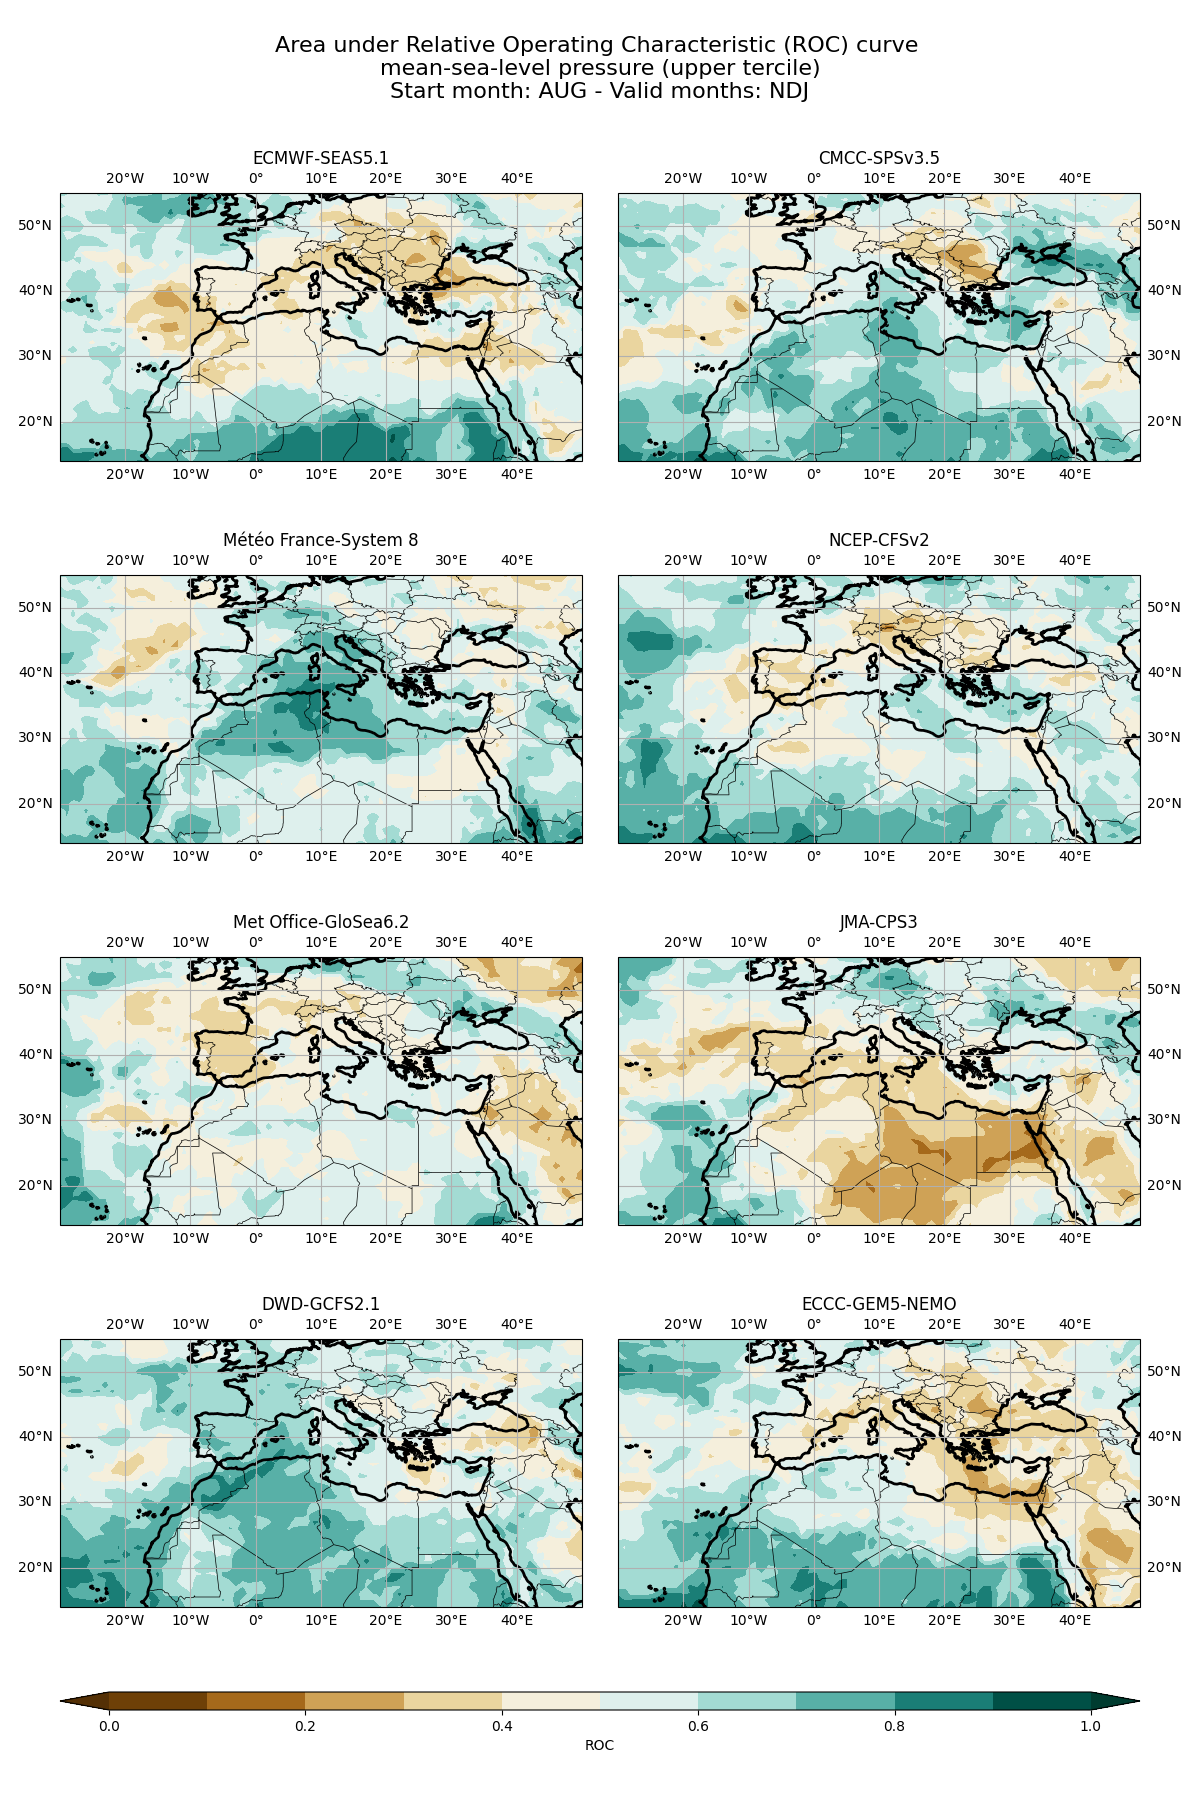 Area under Relative Operating Characteristic (ROC) curve
mean-sea-level pressure (upper tercile)
Start month: AUG - Valid months: NDJ
ECMWF-SEAS5.1
CMCC-SPSv3.5
20°W 10°W 0° 10°E 20°E 30°E 40°E
20°W 10°W 0° 10°E 20°E 30°E 40°E
50°N
50°N
40°N
40°N
30°N
30°N
20°N
20°N
20°W 10°W 0° 10°E 20°E 30°E 40°E
20°W 10°W 0° 10°E 20°E 30°E 40°E
Météo France-System 8
NCEP-CFSv2
20°W 10°W 0° 10°E 20°E 30°E 40°E
20°W 10°W 0° 10°E 20°E 30°E 40°E
50°N
50°N
40°N
40°N
30°N
30°N
20°N
20°N
20°W 10°W 0° 10°E 20°E 30°E 40°E
20°W 10°W 0° 10°E 20°E 30°E 40°E
Met Office-GloSea6.2
JMA-CPS3
20°W 10°W 0° 10°E 20°E 30°E 40°E
20°W 10°W 0° 10°E 20°E 30°E 40°E
50°N
50°N
40°N
40°N
30°N
30°N
20°N
20°N
20°W 10°W 0° 10°E 20°E 30°E 40°E
20°W 10°W 0° 10°E 20°E 30°E 40°E
DWD-GCFS2.1
ECCC-GEM5-NEMO
20°W 10°W 0° 10°E 20°E 30°E 40°E
20°W 10°W 0° 10°E 20°E 30°E 40°E
50°N
50°N
40°N
40°N
30°N
30°N
20°N
20°N
20°W 10°W 0° 10°E 20°E 30°E 40°E
20°W 10°W 0° 10°E 20°E 30°E 40°E
0.0 0.2 0.4 0.6 0.8 1.0
ROC